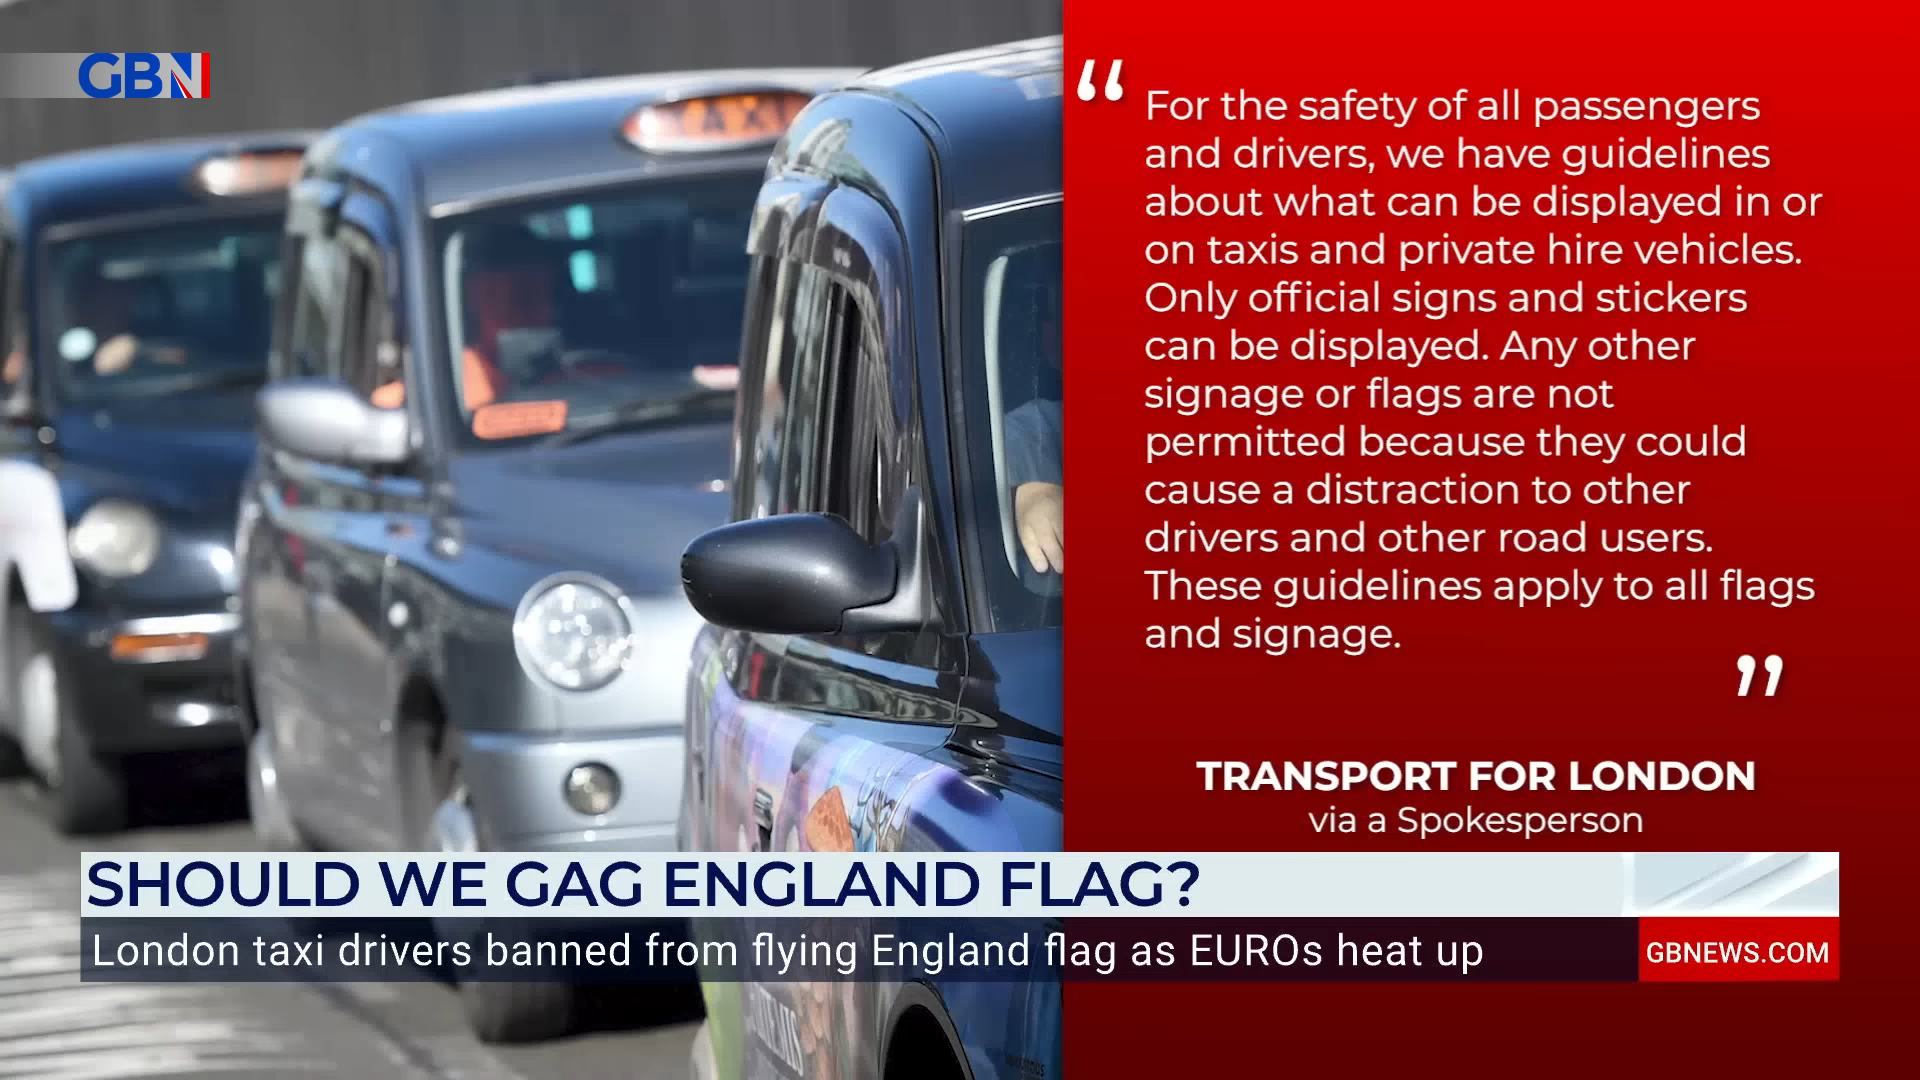 GBN
TAXI
“
For the safety of all passengers
and drivers, we have guidelines
about what can be displayed in or
on taxis and private hire vehicles.
Only official signs and stickers
can be displayed. Any other
signage or flags are not
permitted because they could
cause a distraction to other
drivers and other road users.
These guidelines apply to all flags
and signage.
”
TRANSPORT FOR LONDON
via a Spokesperson
SHOULD WE GAG ENGLAND FLAG?
London taxi drivers banned from flying England flag as EUROs heat up
GBNEWS.COM